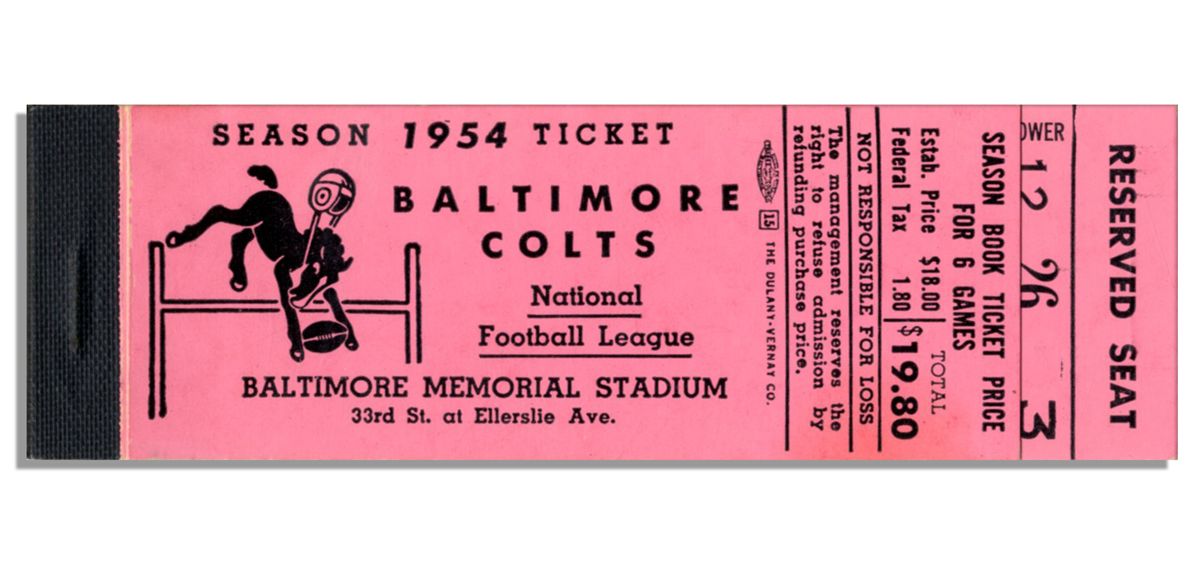 SEASON 1954 TICKET
BALTIMORE
COLTS
National
Football League
BALTIMORE MEMORIAL STADIUM
33rd St. at Ellerslie Ave.
15 THE DULANY-VERNAY CO.
The management reserves the
right to refuse admission by
refunding purchase price.
NOT RESPONSIBLE FOR LOSS
SEASON BOOK TICKET PRICE
FOR 6 GAMES
Estab. Price $18.00
Federal Tax 1.80
TOTAL
$19.80
OWER
12 26 3
RESERVED SEAT